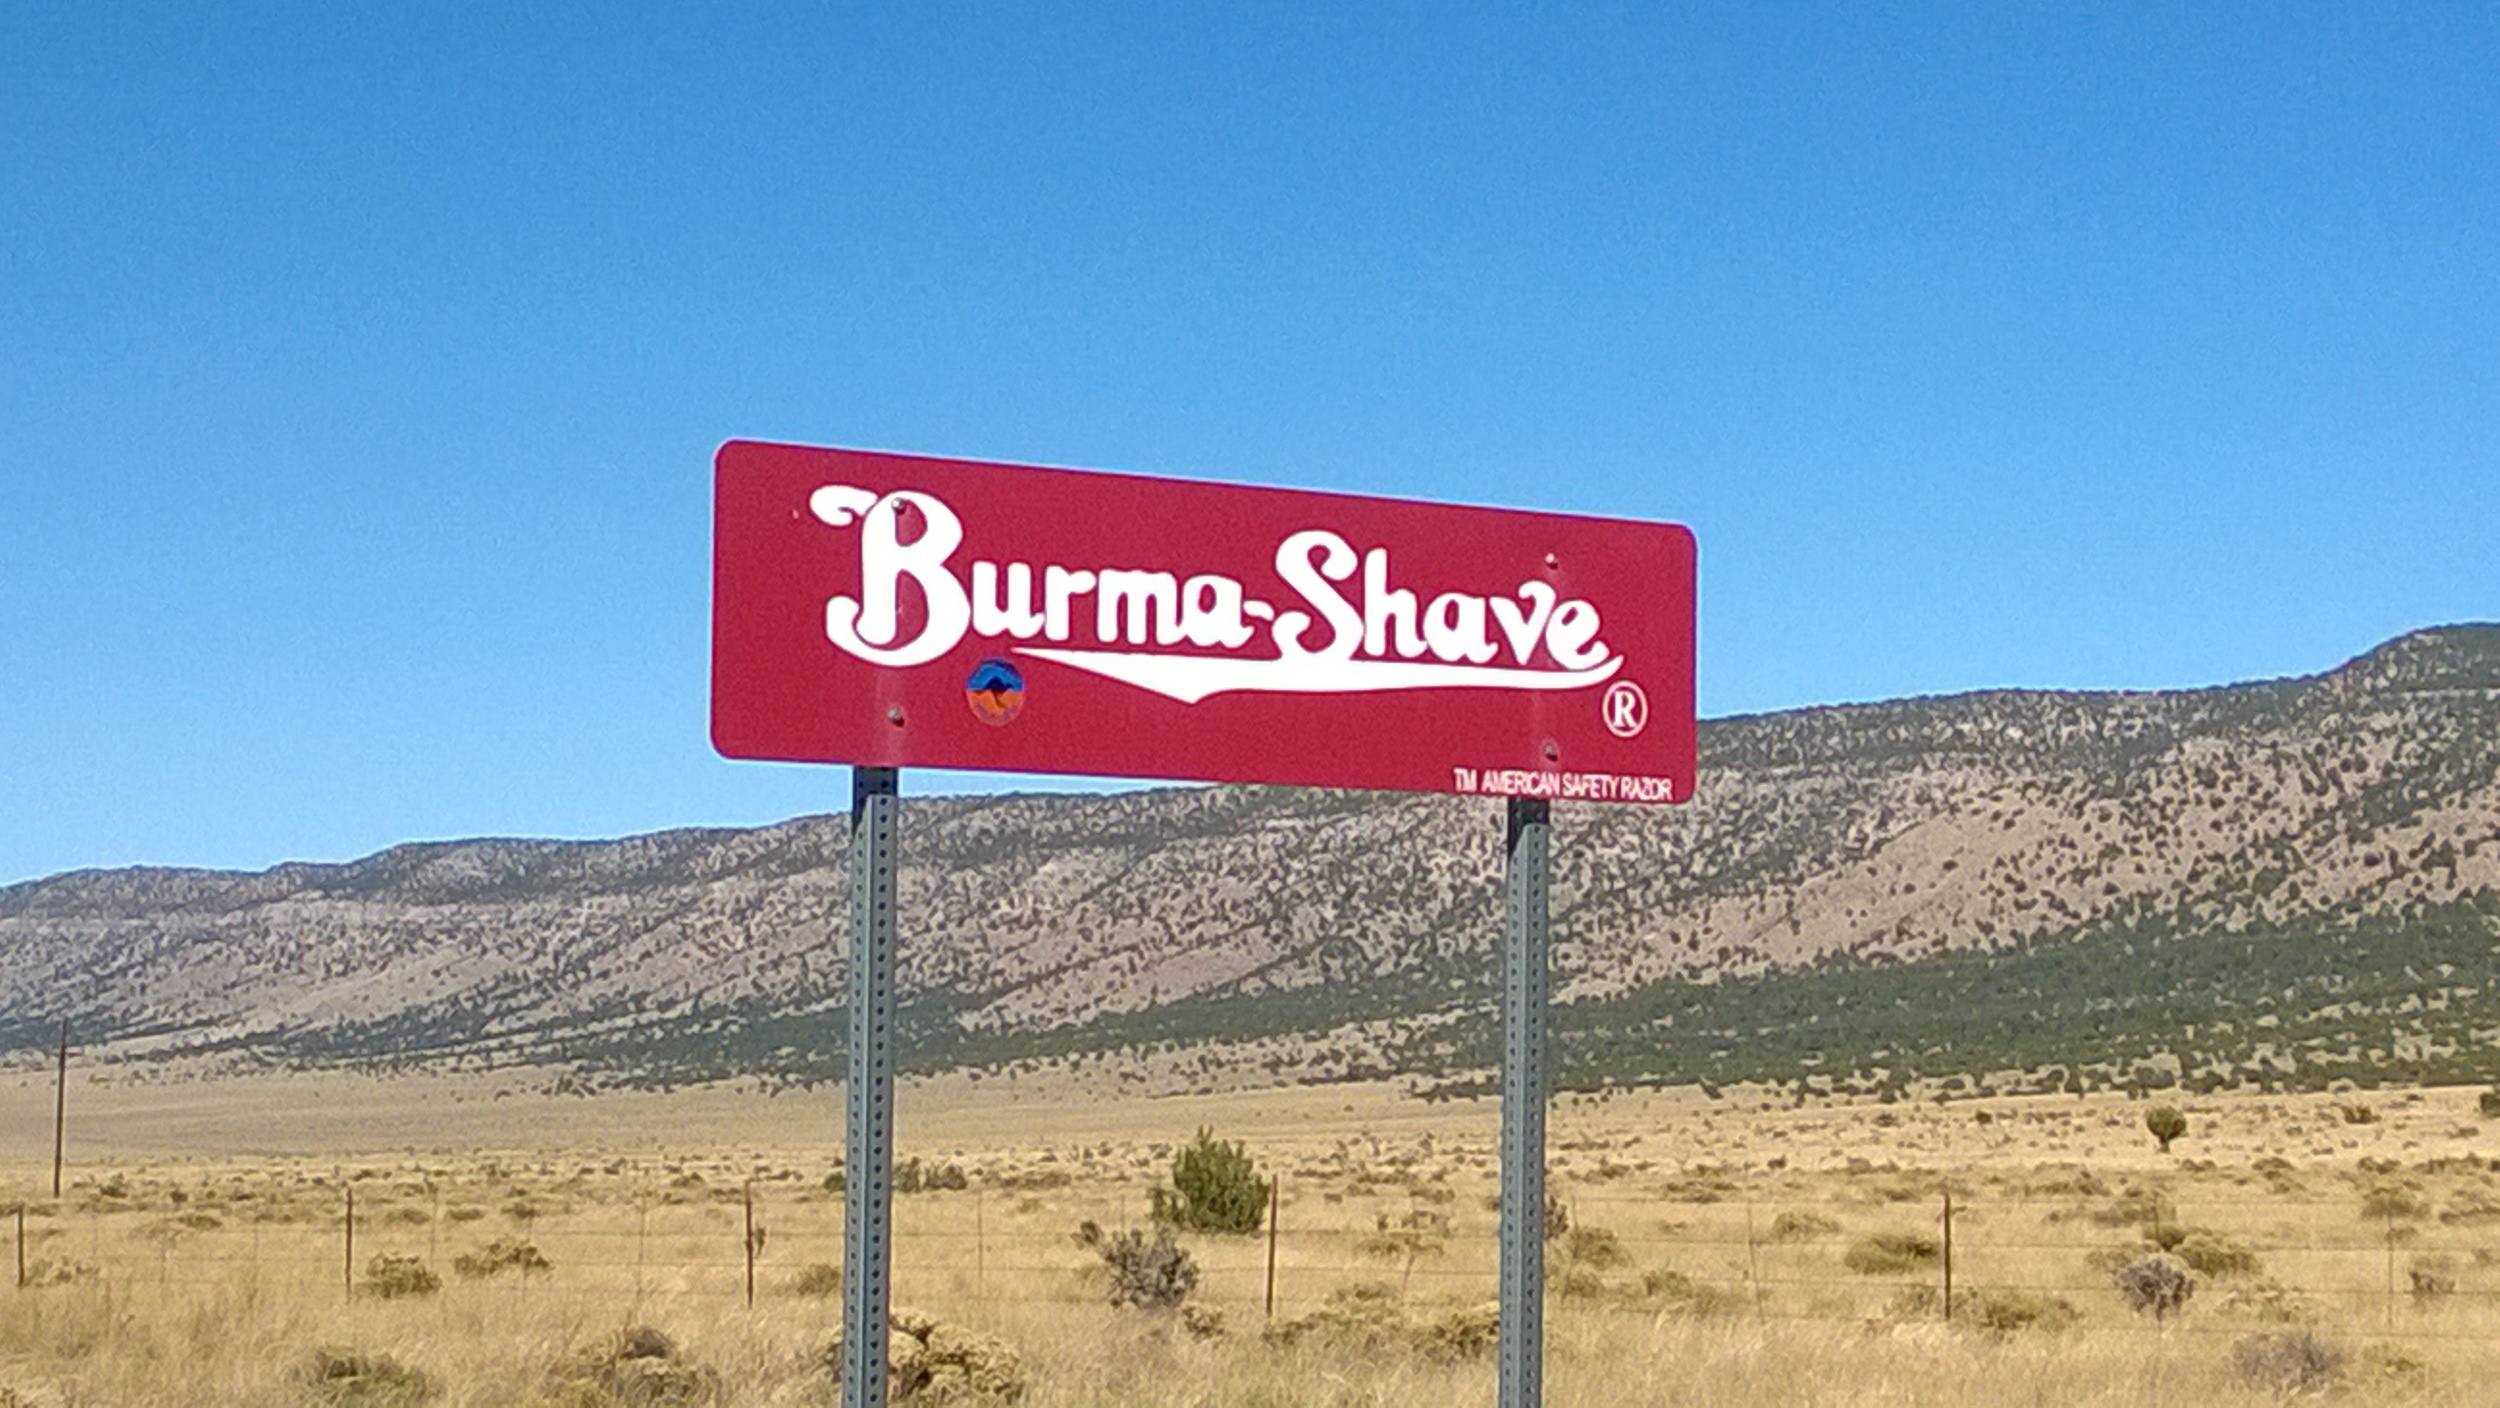 Burma-Shave
®
TM AMERICAN SAFETY RAZOR